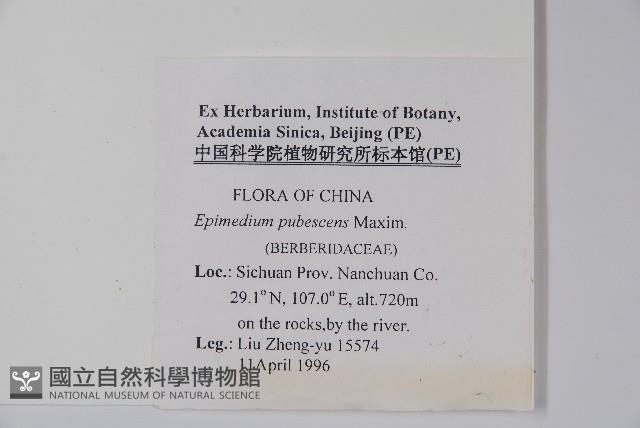 Ex Herbarium, Institute of Botany,
Academia Sinica, Beijing (PE)
中国科学院植物研究所标本馆(PE)
FLORA OF CHINA
Epimedium pubescens Maxim.
(BERBERIDACEAE)
Loc.: Sichuan Prov. Nanchuan Co.
29.1°N, 107.0°E, alt.720m
on the rocks,by the river.
Leg.: Liu Zheng-yu 15574
11April 1996
國立自然科學博物館
NATIONAL MUSEUM OF NATURAL SCIENCE